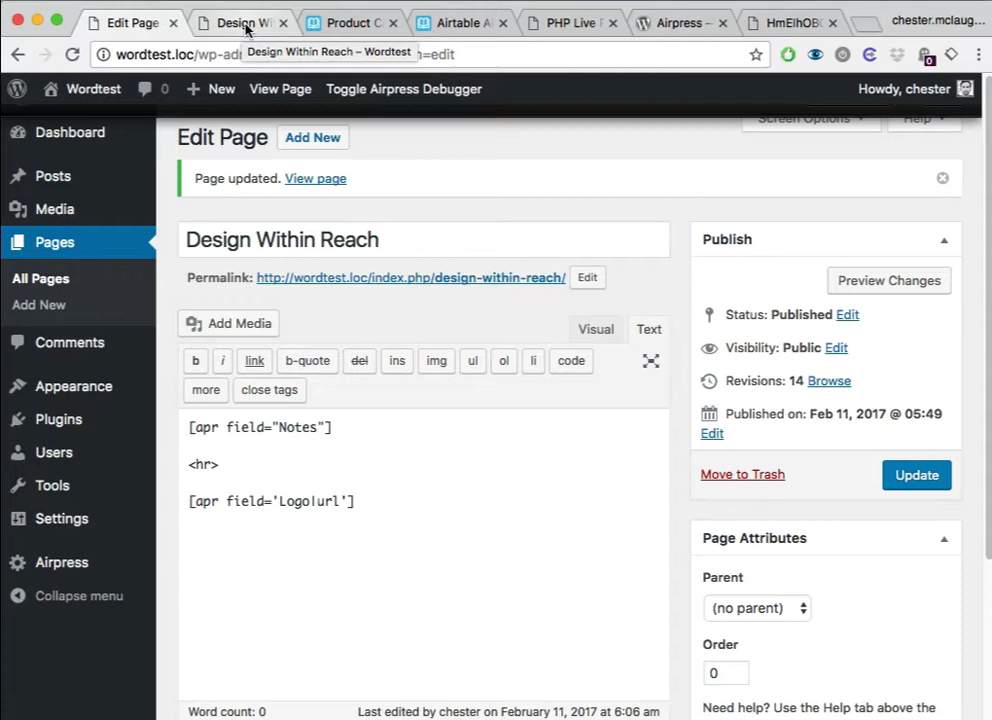 Edit Page
Design Wi
Product C
Airtable A
PHP Live
Airpress –
HmElhOB
chester.mclaug...
wordtest.loc/wp-ad
=edit
Design Within Reach – Wordtest
Wordtest
0
New
View Page
Toggle Airpress Debugger
Howdy, chester
0
Dashboard
Posts
Media
Pages
All Pages
Add New
Comments
Appearance
Plugins
Users
Tools
Settings
Airpress
Collapse menu
Edit Page
Add New
Screen Options
Help
Page updated. View page
Design Within Reach
Permalink: http://wordtest.loc/index.php/design-within-reach/
Edit
Add Media
Visual
Text
b
i
link
b-quote
del
ins
img
ul
ol
li
code
more
close tags
[apr field="Notes"]
<hr>
[apr field='Logo|url']
Word count: 0
Last edited by chester on February 11, 2017 at 6:06 am
Publish
Preview Changes
Status: Published Edit
Visibility: Public Edit
Revisions: 14 Browse
Published on: Feb 11, 2017 @ 05:49
Edit
Move to Trash
Update
Page Attributes
Parent
(no parent)
Order
0
Need help? Use the Help tab above the